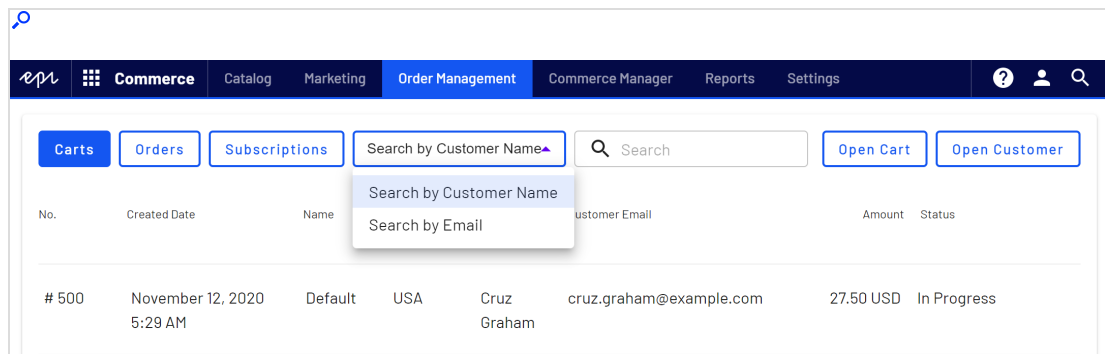 epi Commerce Catalog Marketing Order Management Commerce Manager Reports Settings
Carts Orders Subscriptions Search by Customer Name Search Open Cart Open Customer
Search by Customer Name
Search by Email
No. Created Date Name ustomer Email Amount Status
# 500 November 12, 2020 Default USA Cruz cruz.graham@example.com 27.50 USD In Progress
5:29 AM Graham